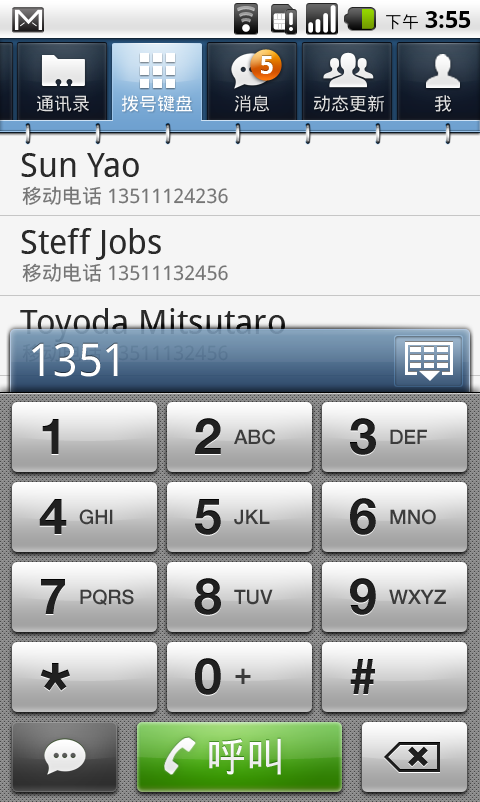 下午 3:55
5
通讯录 拨号键盘 消息 动态更新 我
Sun Yao
移动电话 13511124236
Steff Jobs
移动电话 13511132456
Toyoda Mitsutaro
1351
1 2 ABC 3 DEF
4 GHI 5 JKL 6 MNO
7 PQRS 8 TUV 9 WXYZ
* 0 + #
呼叫